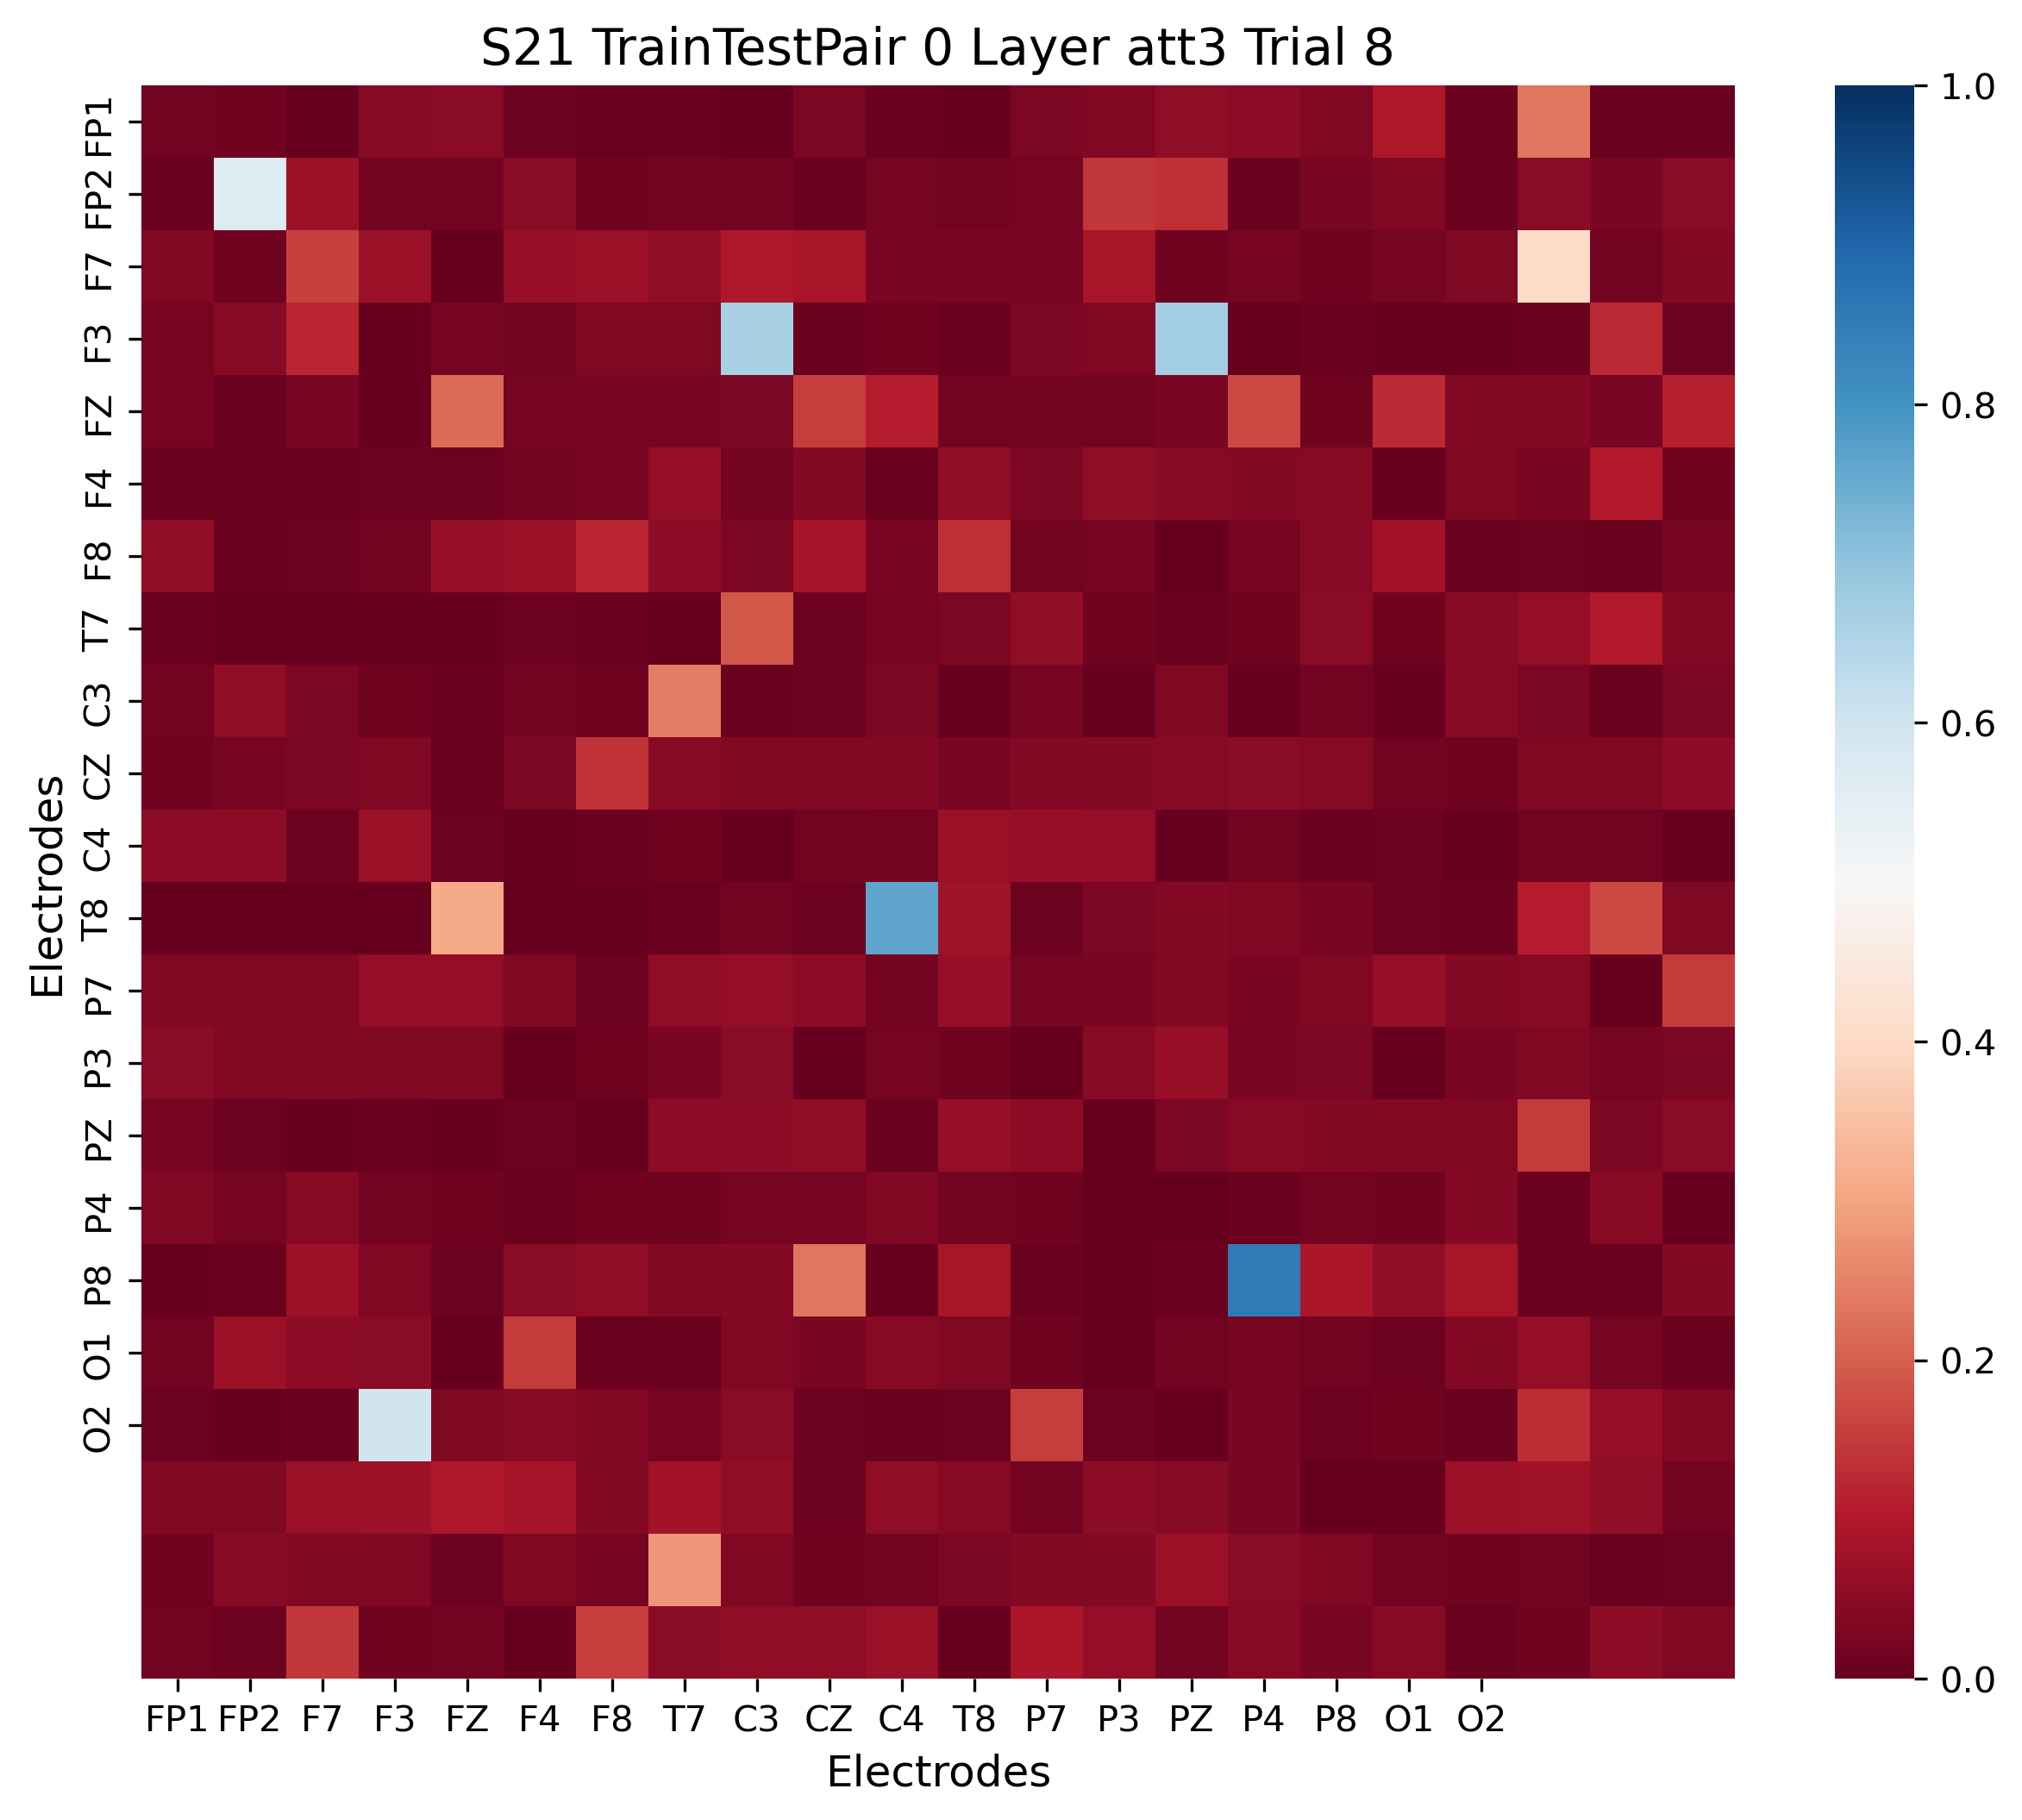 S21 TrainTestPair 0 Layer att3 Trial 8
Electrodes
FP1
FP2
F7
F3
FZ
F4
F8
T7
C3
CZ
C4
T8
P7
P3
PZ
P4
P8
O1
O2
FP1 FP2 F7 F3 FZ F4 F8 T7 C3 CZ C4 T8 P7 P3 PZ P4 P8 O1 O2
Electrodes
1.0
0.8
0.6
0.4
0.2
0.0